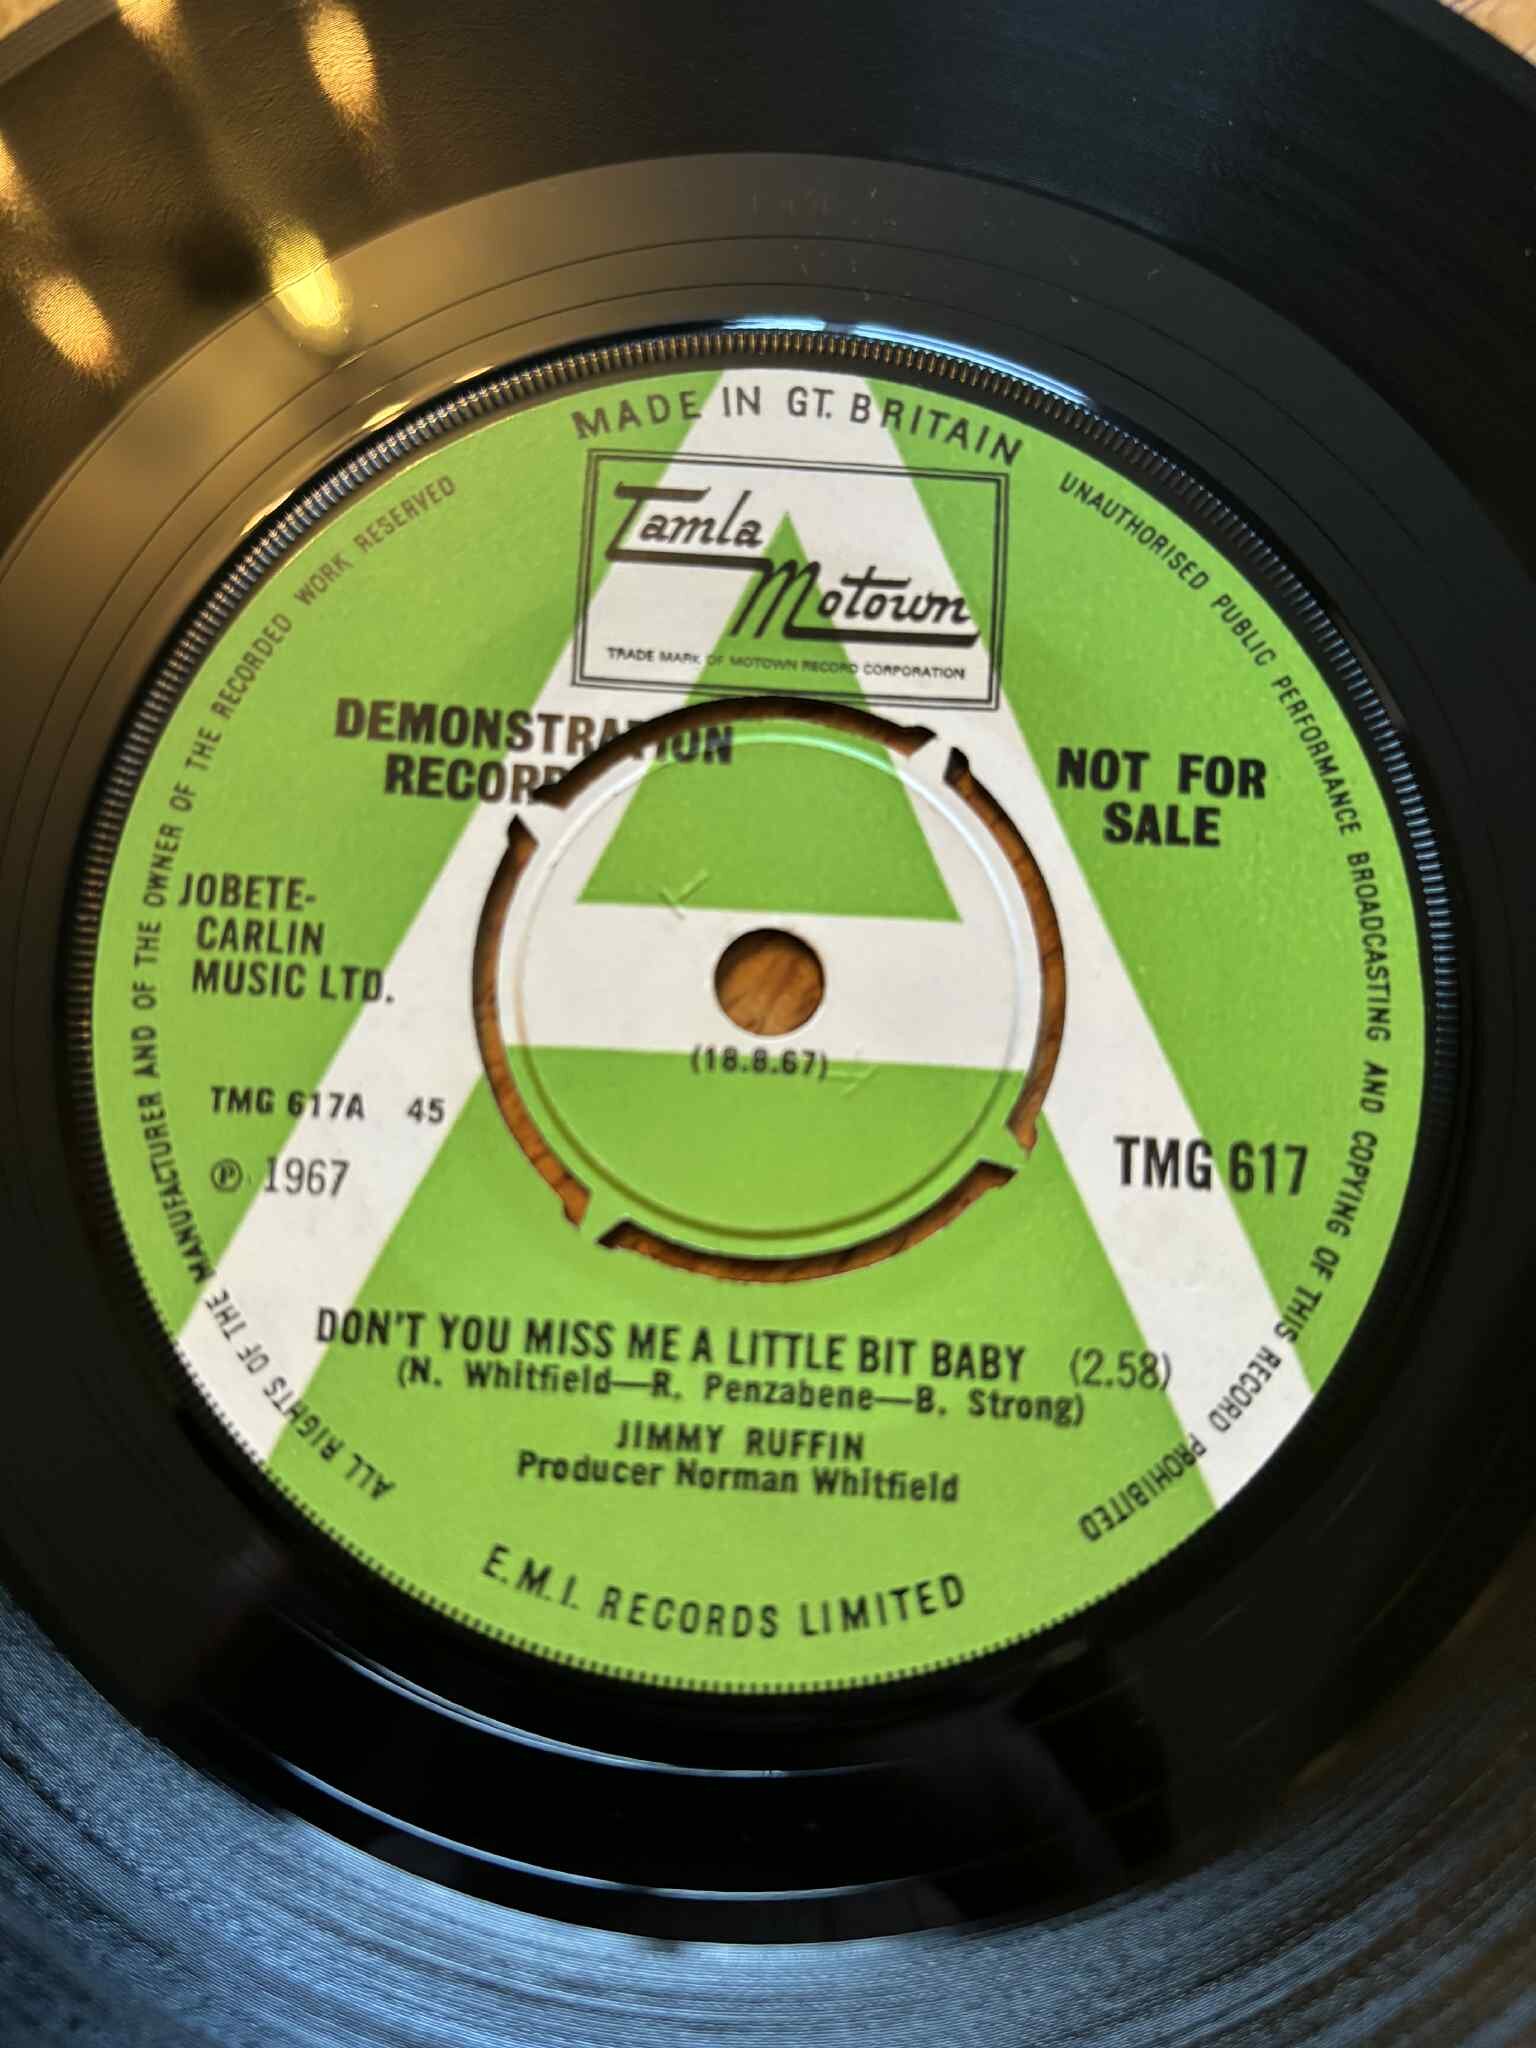 MADE IN GT. BRITAIN
Tamla
Motown
TRADE MARK OF MOTOWN RECORD CORPORATION
UNAUTHORISED PUBLIC PERFORMANCE BROADCASTING AND COPYING OF THIS RECORD PROHIBITED
ALL RIGHTS OF THE MANUFACTURER AND OF THE OWNER OF THE RECORDED WORK RESERVED
A
DEMONSTRATION
RECORD
NOT FOR
SALE
JOBETE-
CARLIN
MUSIC LTD.
(18.8.67)
TMG 617A 45
℗ 1967
TMG 617
DON'T YOU MISS ME A LITTLE BIT BABY (2.58)
(N. Whitfield—R. Penzabene—B. Strong)
JIMMY RUFFIN
Producer Norman Whitfield
E.M.I. RECORDS LIMITED